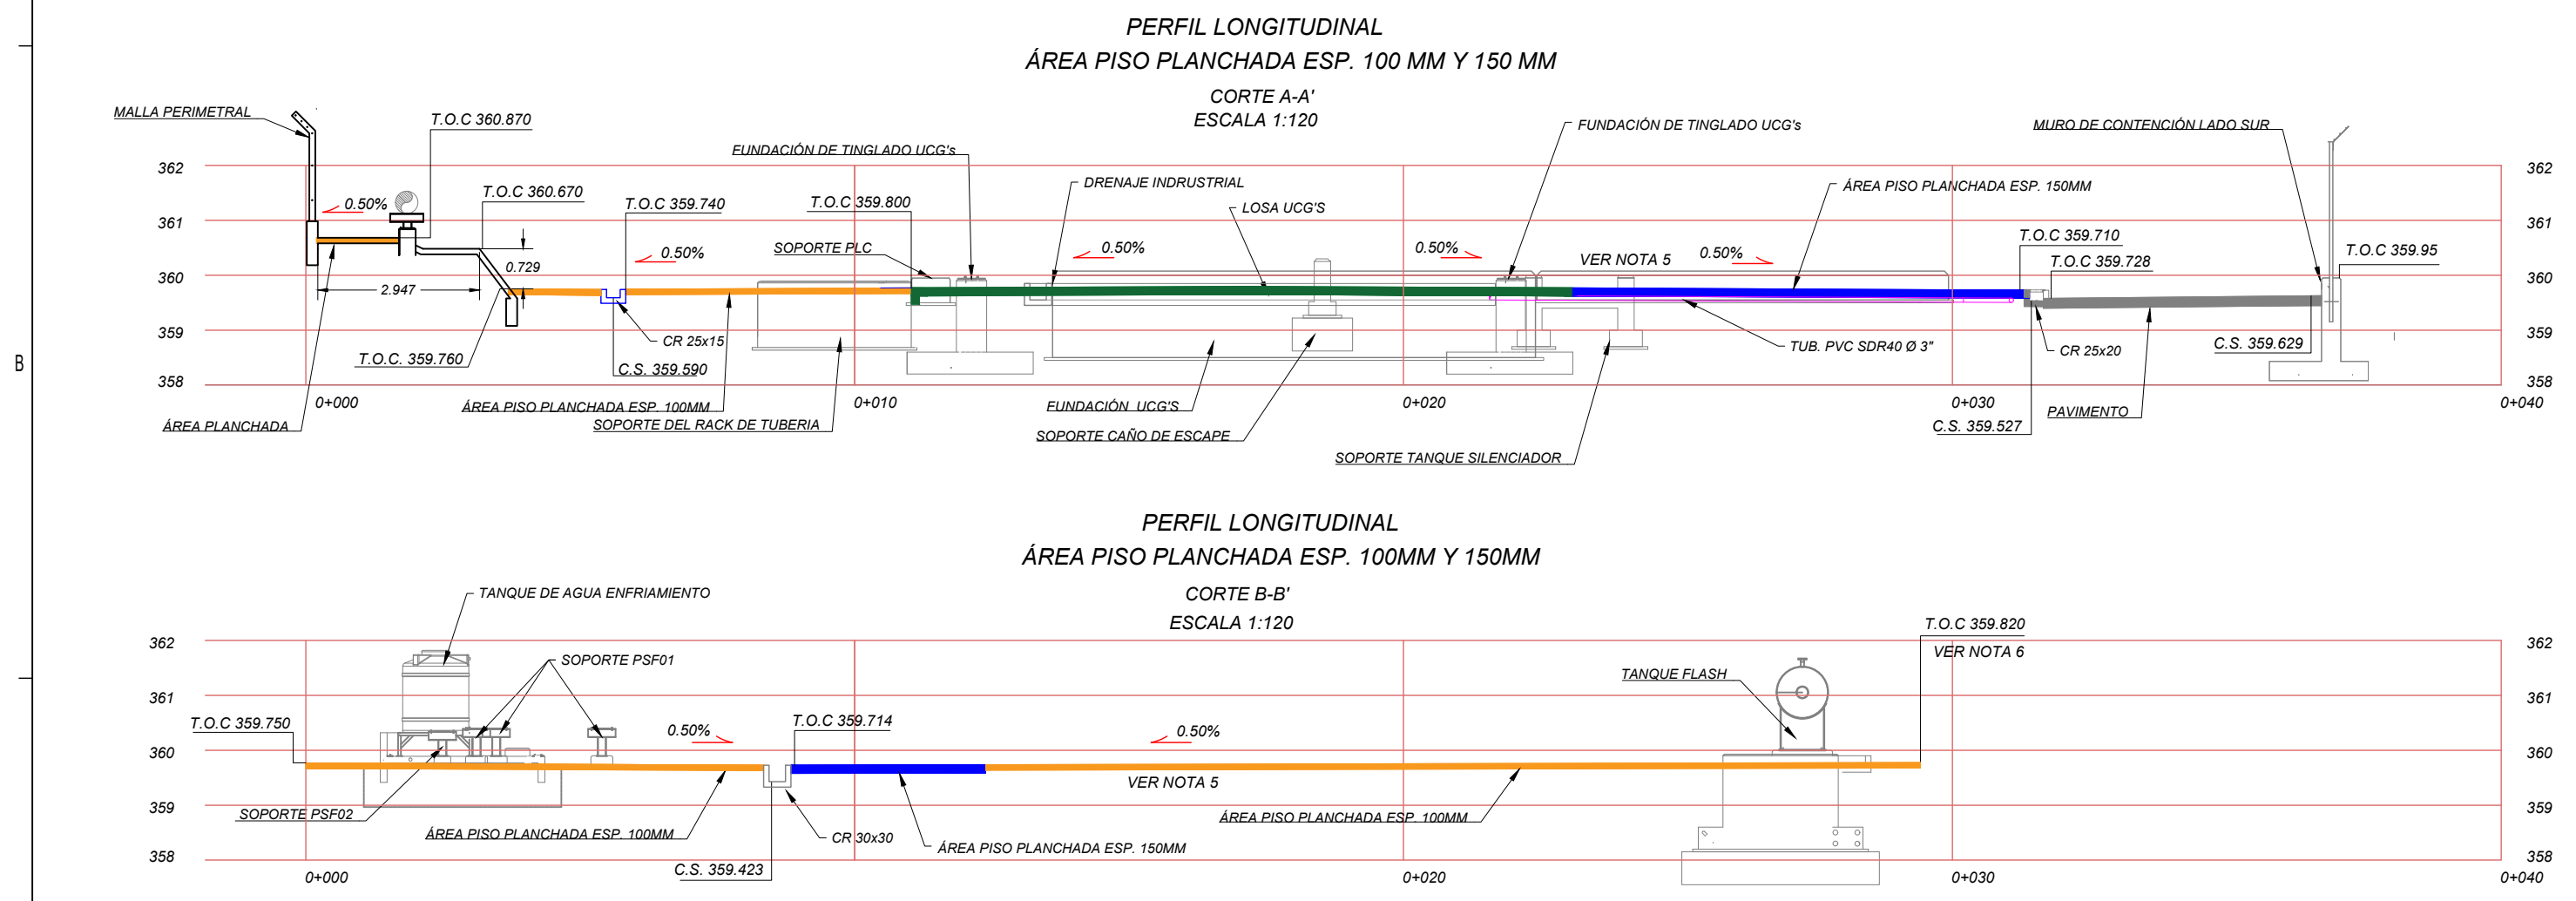 PERFIL LONGITUDINAL
ÁREA PISO PLANCHADA ESP. 100 MM Y 150 MM
CORTE A-A'
ESCALA 1:120
MALLA PERIMETRAL
T.O.C 360.870
FUNDACIÓN DE TINGLADO UCG's
FUNDACIÓN DE TINGLADO UCG's
MURO DE CONTENCIÓN LADO SUR
362
362
T.O.C 360.670
DRENAJE INDRUSTRIAL
ÁREA PISO PLANCHADA ESP. 150MM
0.50%
T.O.C 359.740
T.O.C 359.800
LOSA UCG'S
361
361
T.O.C 359.710
0.50%
SOPORTE PLC
0.50%
0.50%
VER NOTA 5
0.50%
T.O.C 359.95
T.O.C 359.728
0.729
360
360
2.947
359
359
CR 25x15
TUB. PVC SDR40 Ø 3"
CR 25x20
C.S. 359.629
T.O.C. 359.760
C.S. 359.590
358
358
0+000
ÁREA PISO PLANCHADA ESP. 100MM
0+010
FUNDACIÓN UCG'S
0+020
0+030
0+040
PAVIMENTO
ÁREA PLANCHADA
SOPORTE DEL RACK DE TUBERIA
SOPORTE CAÑO DE ESCAPE
C.S. 359.527
SOPORTE TANQUE SILENCIADOR
B
PERFIL LONGITUDINAL
ÁREA PISO PLANCHADA ESP. 100MM Y 150MM
CORTE B-B'
ESCALA 1:120
TANQUE DE AGUA ENFRIAMIENTO
T.O.C 359.820
362
362
VER NOTA 6
SOPORTE PSF01
TANQUE FLASH
361
361
T.O.C 359.750
0.50%
T.O.C 359.714
0.50%
360
360
VER NOTA 5
359
359
SOPORTE PSF02
ÁREA PISO PLANCHADA ESP. 100MM
CR 30x30
ÁREA PISO PLANCHADA ESP. 150MM
ÁREA PISO PLANCHADA ESP. 100MM
358
358
C.S. 359.423
0+000
0+020
0+030
0+040